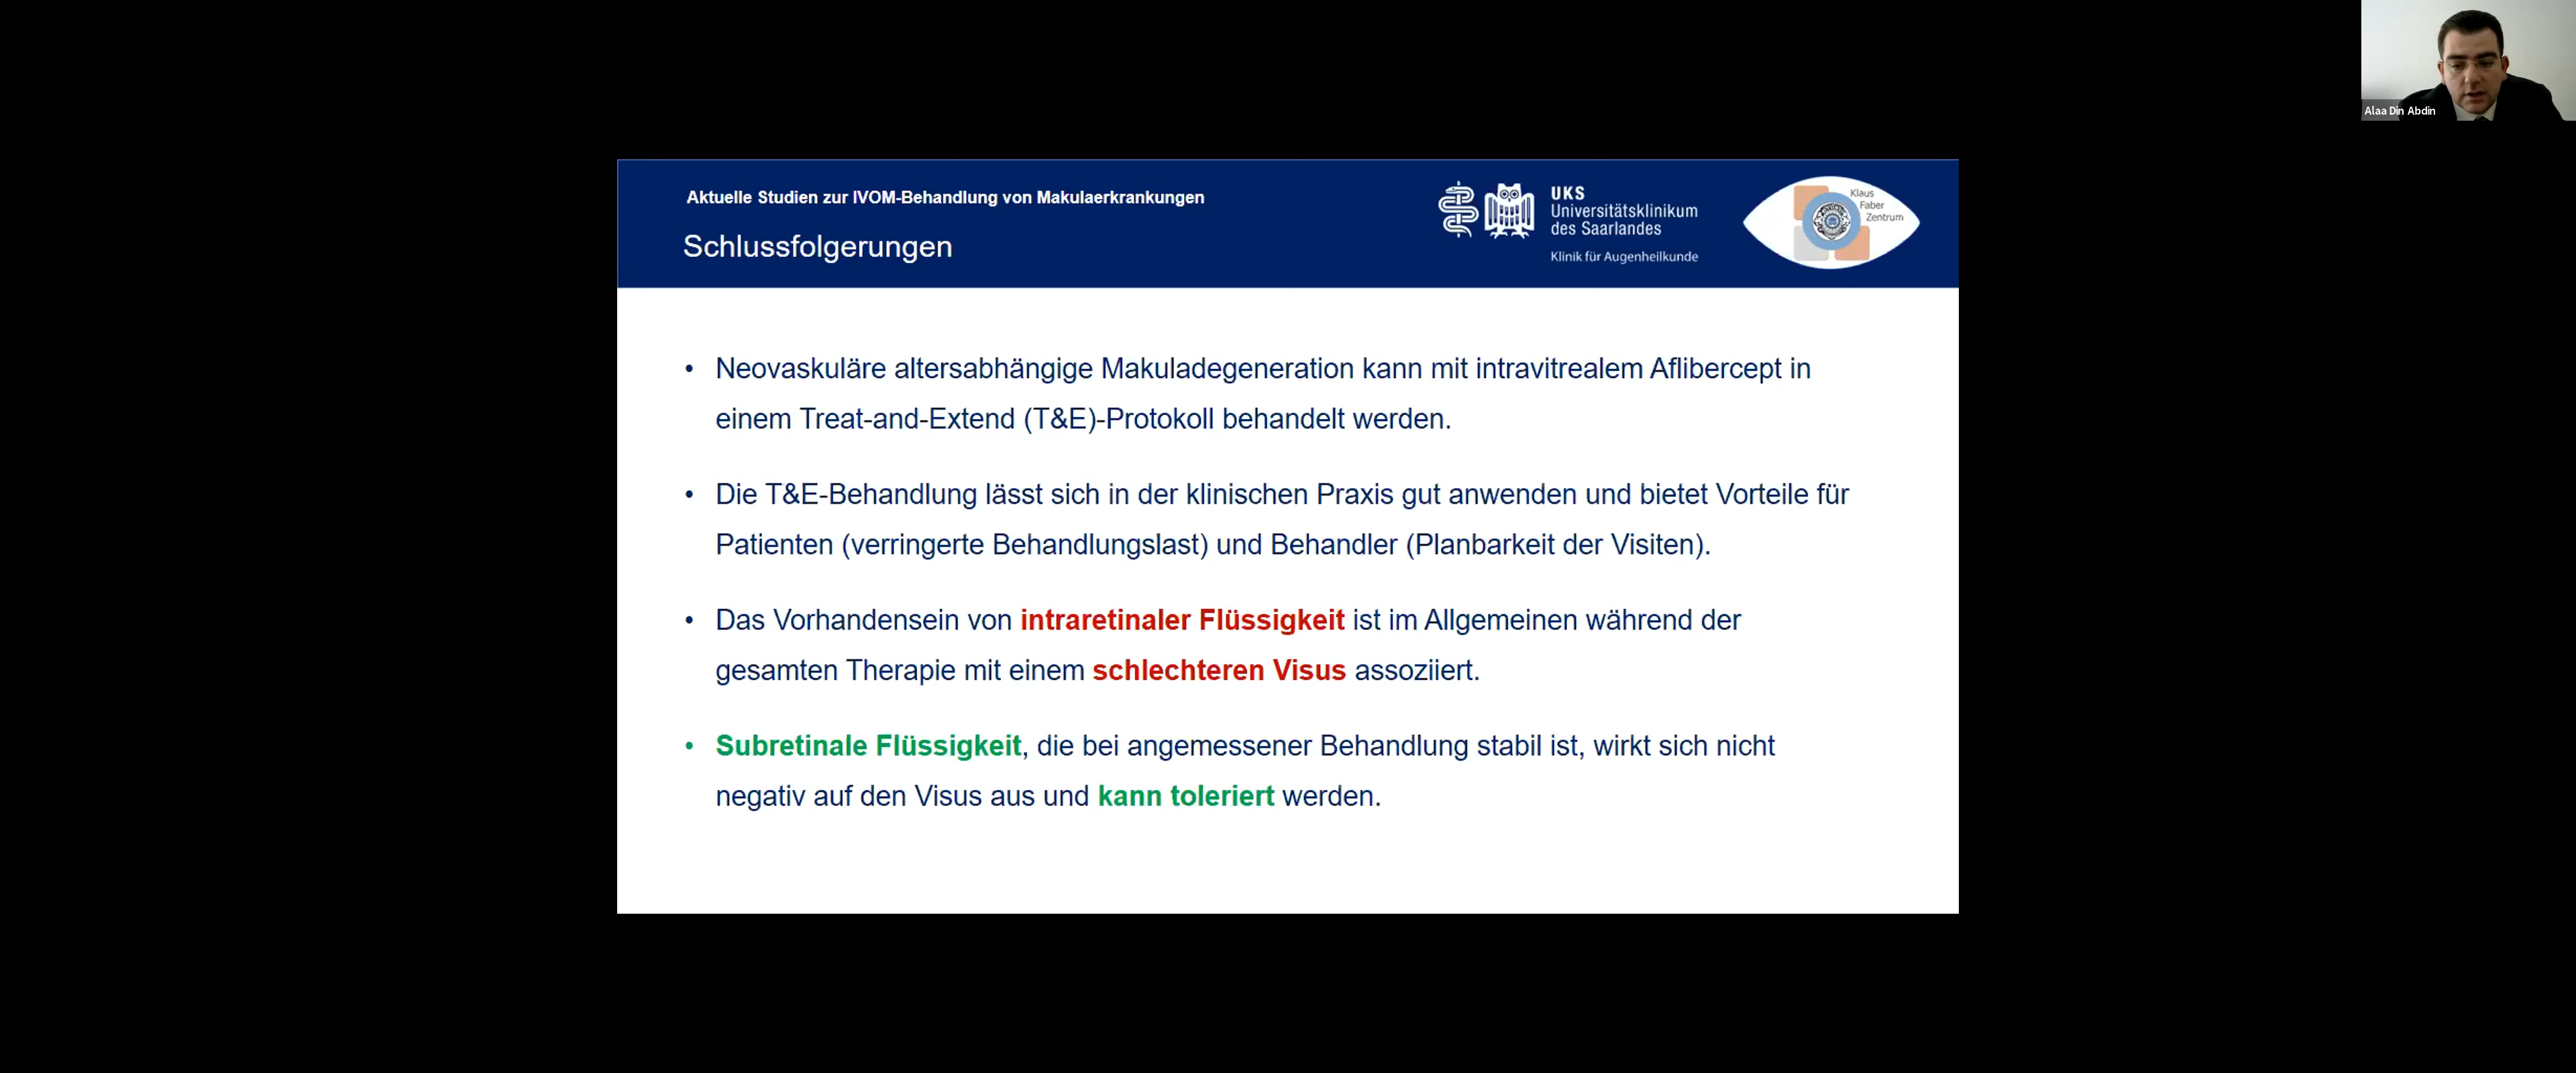 Alaa Din Abdin
Aktuelle Studien zur IVOM-Behandlung von Makulaerkrankungen
Schlussfolgerungen
UKS
Universitätsklinikum
des Saarlandes
Klinik für Augenheilkunde
Klaus
Faber
Zentrum
• Neovaskuläre altersabhängige Makuladegeneration kann mit intravitrealem Aflibercept in
einem Treat-and-Extend (T&E)-Protokoll behandelt werden.
• Die T&E-Behandlung lässt sich in der klinischen Praxis gut anwenden und bietet Vorteile für
Patienten (verringerte Behandlungslast) und Behandler (Planbarkeit der Visiten).
• Das Vorhandensein von intraretinaler Flüssigkeit ist im Allgemeinen während der
gesamten Therapie mit einem schlechteren Visus assoziiert.
• Subretinale Flüssigkeit, die bei angemessener Behandlung stabil ist, wirkt sich nicht
negativ auf den Visus aus und kann toleriert werden.